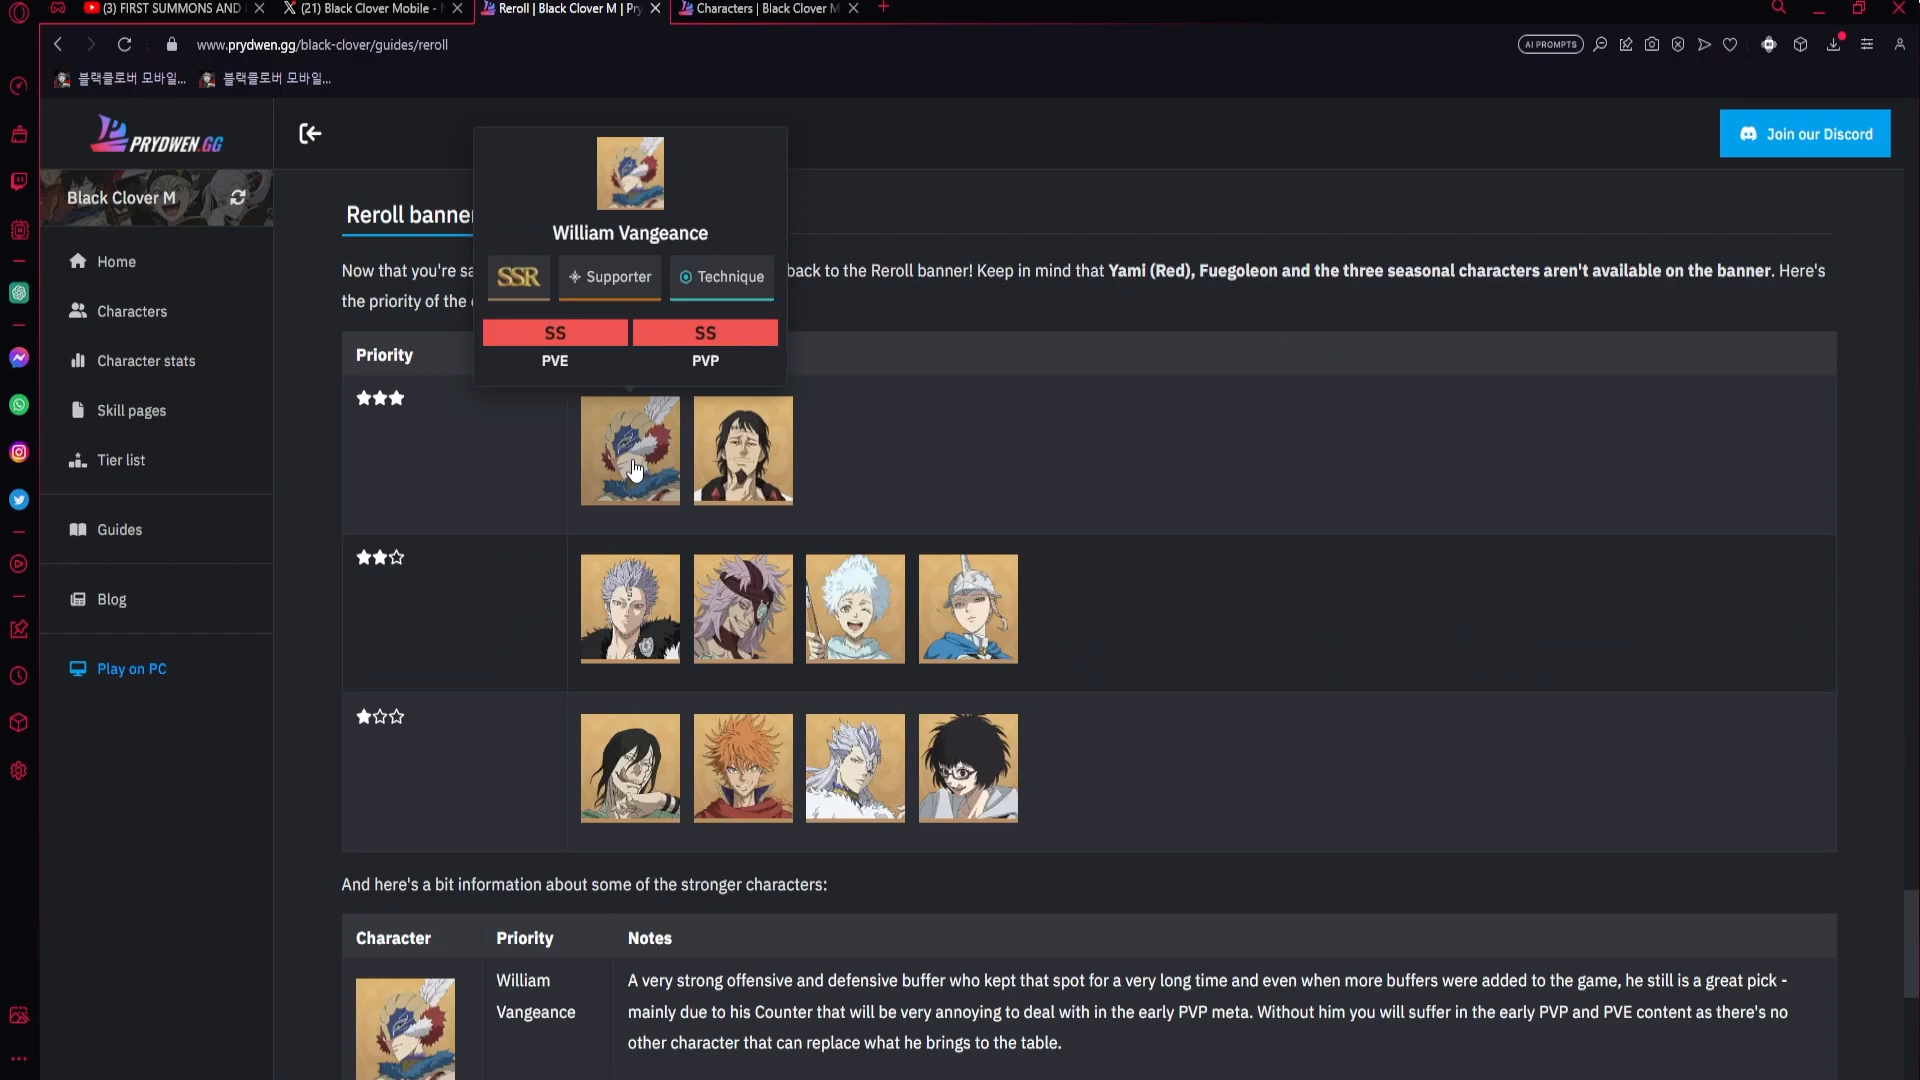 (3) FIRST SUMMONS AND
(21) Black Clover Mobile -
Reroll | Black Clover M | Pry
Characters | Black Clover M
www.prydwen.gg/black-clover/guides/reroll
AI PROMPTS
블랙클로버 모바일...
블랙클로버 모바일...
PRYDWEN.GG
Join our Discord
Black Clover M
Home
Characters
Character stats
Skill pages
Tier list
Guides
Blog
Play on PC
William Vangeance
SSR
Supporter
Technique
SS
SS
PVE
PVP
Reroll banner
Now that you're sa
back to the Reroll banner! Keep in mind that Yami (Red), Fuegoleon and the three seasonal characters aren't available on the banner. Here's
the priority of the
Priority
And here's a bit information about some of the stronger characters:
Character Priority Notes
William Vangeance
A very strong offensive and defensive buffer who kept that spot for a very long time and even when more buffers were added to the game, he still is a great pick -
mainly due to his Counter that will be very annoying to deal with in the early PVP meta. Without him you will suffer in the early PVP and PVE content as there's no
other character that can replace what he brings to the table.